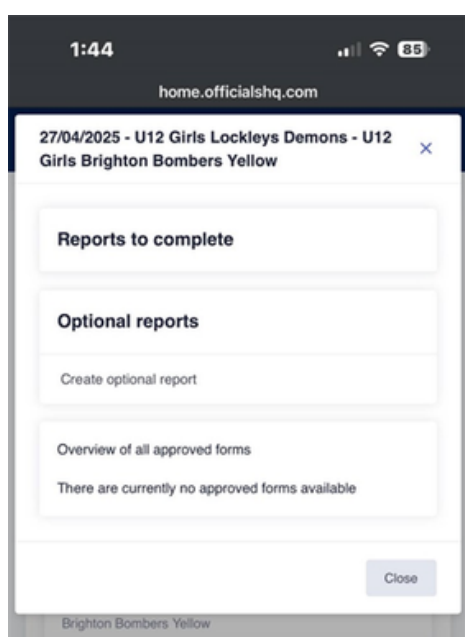 1:44
85
home.officialshq.com
27/04/2025 - U12 Girls Lockleys Demons - U12
Girls Brighton Bombers Yellow
Reports to complete
Optional reports
Create optional report
Overview of all approved forms
There are currently no approved forms available
Close
Brighton Bombers Yellow